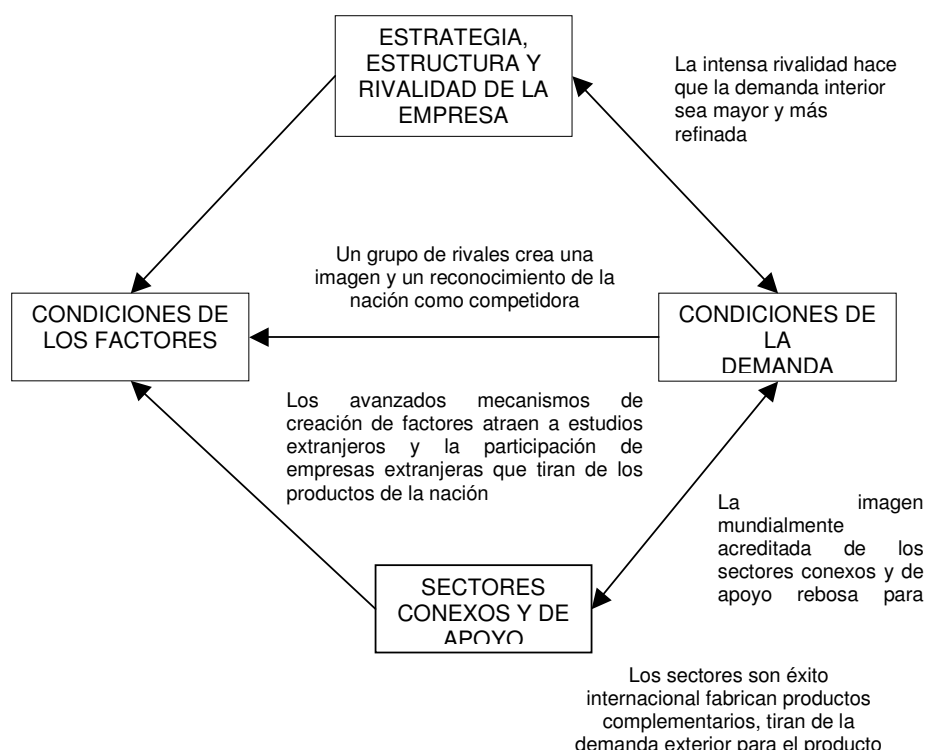 ESTRATEGIA,
ESTRUCTURA Y
RIVALIDAD DE LA
EMPRESA
La intensa rivalidad hace
que la demanda interior
sea mayor y más
refinada
Un grupo de rivales crea una
imagen y un reconocimiento de la
nación como competidora
CONDICIONES DE
LOS FACTORES
CONDICIONES DE
LA
DEMANDA
Los avanzados mecanismos de
creación de factores atraen a estudios
extranjeros y la participación de
empresas extranjeras que tiran de los
productos de la nación
La imagen
mundialmente
acreditada de los
sectores conexos y de
apoyo rebosa para
SECTORES
CONEXOS Y DE
APOYO
Los sectores son éxito
internacional fabrican productos
complementarios, tiran de la
demanda exterior para el producto